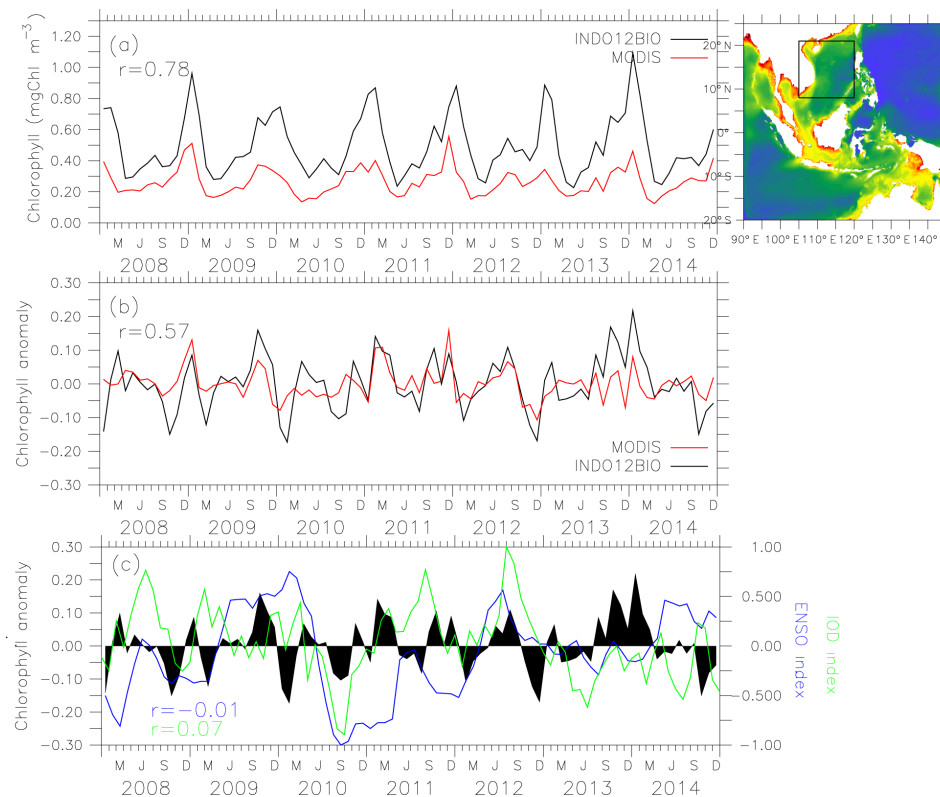 (a)
r=0.78
INDO12BIO
MODIS
Chlorophyll (mgChl m⁻³ )
1.20
1.00
0.80
0.60
0.40
0.20
0.00
M J S D M J S D M J S D M J S D M J S D M J S D M J S D
2008 2009 2010 2011 2012 2013 2014
20°N
10°N
0°N
10°S
20°S
90°E 100°E 110°E 120°E 130°E 140°
(b)
r=0.57
Chlorophyll anomaly
0.30
0.20
0.10
0.00
-0.10
-0.20
-0.30
MODIS
INDO12BIO
M J S D M J S D M J S D M J S D M J S D M J S D M J S D
2008 2009 2010 2011 2012 2013 2014
(c)
Chlorophyll anomaly
0.30
0.20
0.10
0.00
-0.10
-0.20
-0.30
r=-0.01
r=0.07
1.00
0.500
0.00
-0.500
-1.00
ENSO index
IOD index
M J S D M J S D M J S D M J S D M J S D M J S D M J S D
2008 2009 2010 2011 2012 2013 2014